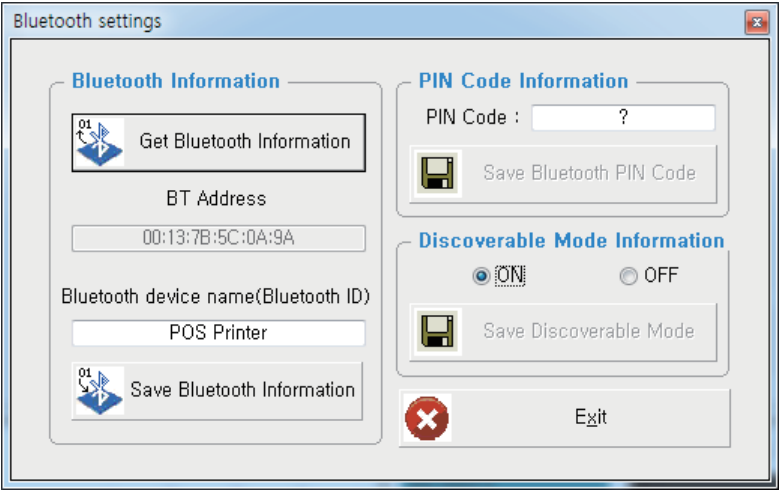 Bluetooth settings
Bluetooth Information
01
Get Bluetooth Information
BT Address
00:13:7B:5C:0A:9A
Bluetooth device name(Bluetooth ID)
POS Printer
01
Save Bluetooth Information
PIN Code Information
PIN Code : ?
Save Bluetooth PIN Code
Discoverable Mode Information
ON OFF
Save Discoverable Mode
Exit